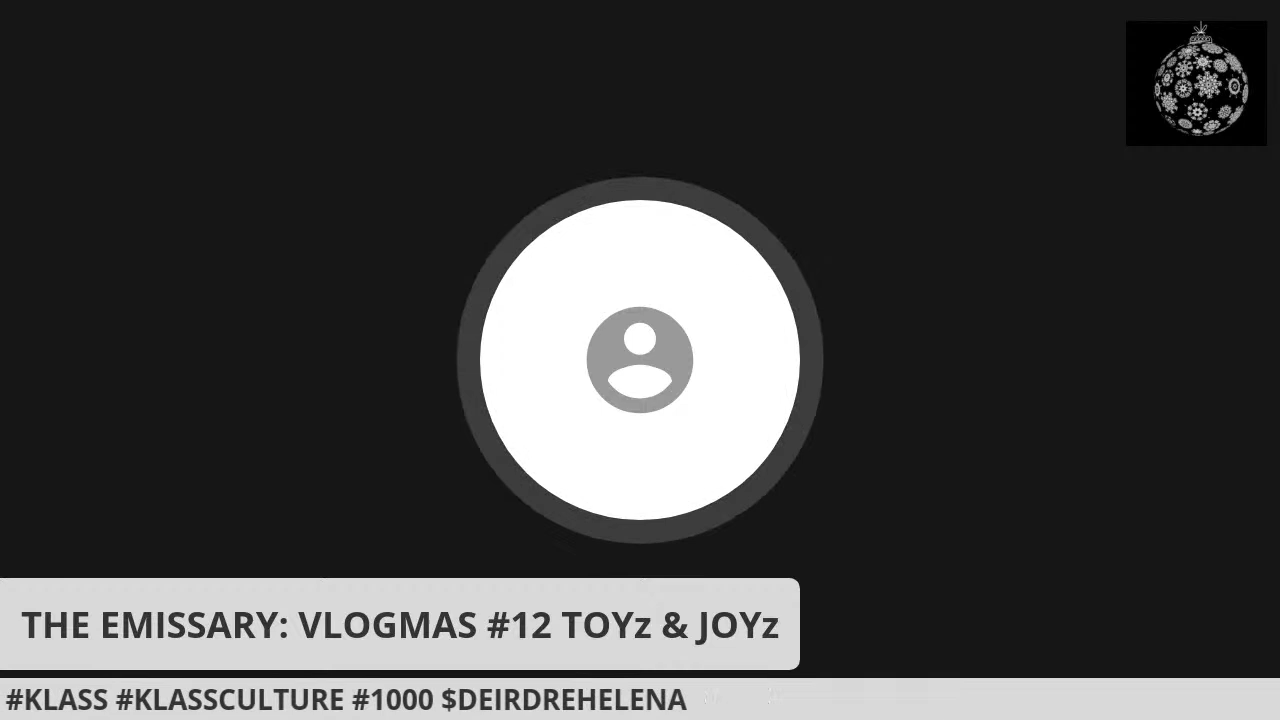 THE EMISSARY: VLOGMAS #12 TOYz & JOYz
#KLASS #KLASSCULTURE #1000 $DEIRDREHELENA